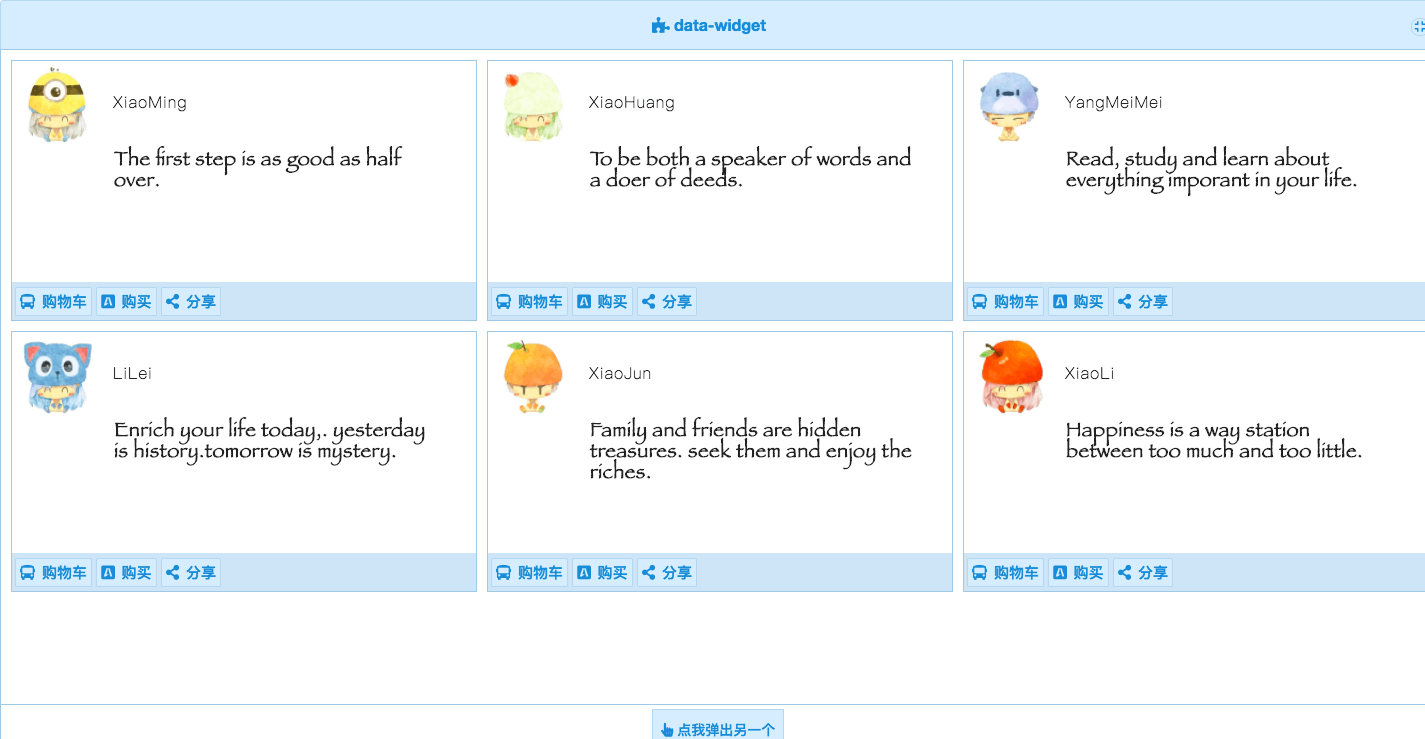 data-widget
XiaoMing
The first step is as good as half
over.
购物车 购买 分享
XiaoHuang
To be both a speaker of words and
a doer of deeds.
购物车 购买 分享
YangMeiMei
Read, study and learn about
everything imporant in your life.
购物车 购买 分享
LiLei
Enrich your life today,. yesterday
is history.tomorrow is mystery.
购物车 购买 分享
XiaoJun
Family and friends are hidden
treasures. seek them and enjoy the
riches.
购物车 购买 分享
XiaoLi
Happiness is a way station
between too much and too little.
购物车 购买 分享
点我弹出另一个